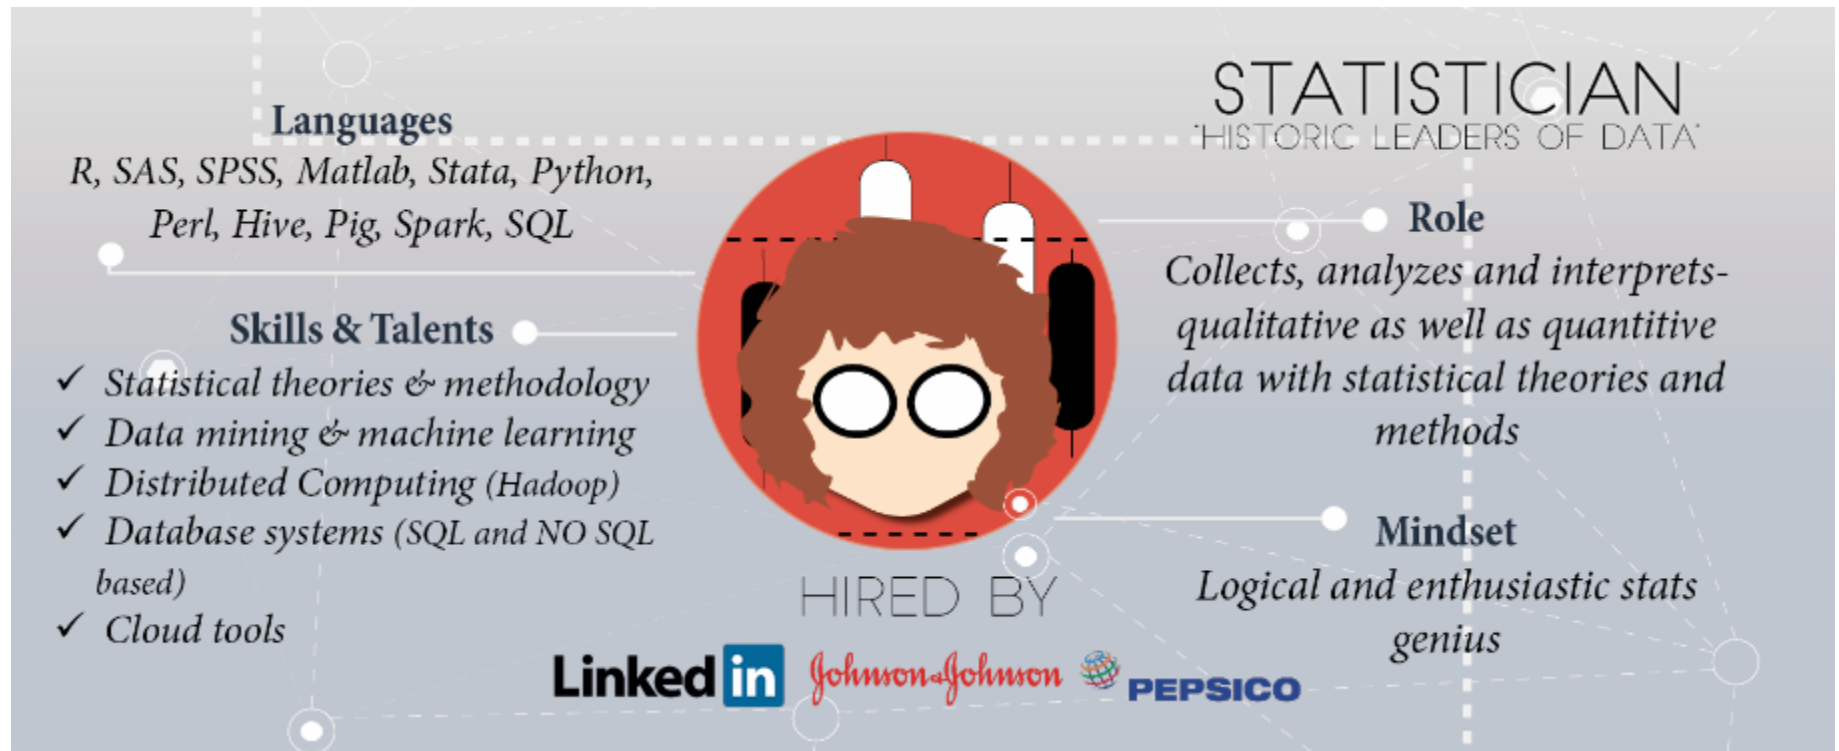 STATISTICIAN
"HISTORIC LEADERS OF DATA"
Languages
R, SAS, SPSS, Matlab, Stata, Python,
Perl, Hive, Pig, Spark, SQL
Skills & Talents
✓ Statistical theories & methodology
✓ Data mining & machine learning
✓ Distributed Computing (Hadoop)
✓ Database systems (SQL and NO SQL
based)
✓ Cloud tools
Role
Collects, analyzes and interprets-
qualitative as well as quantitive
data with statistical theories and
methods
Mindset
Logical and enthusiastic stats
genius
HIRED BY
Linked in
Johnson & Johnson
PEPSICO